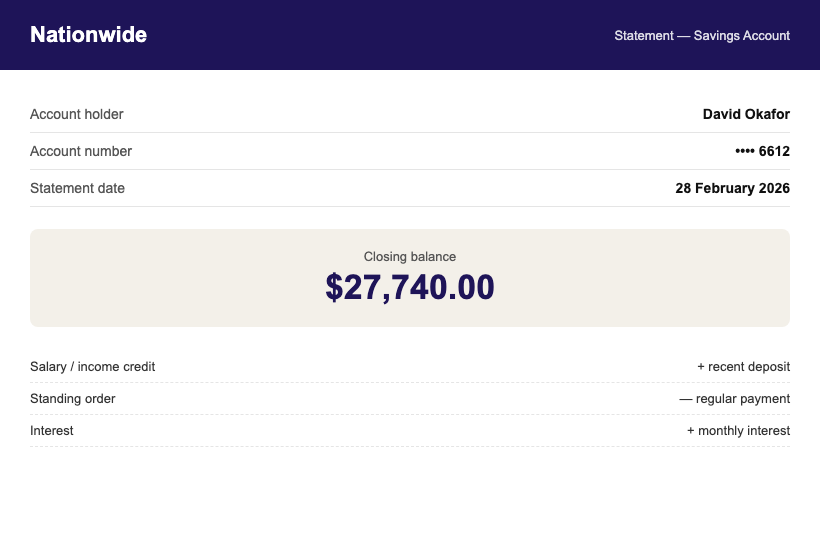 Nationwide
Statement — Savings Account
Account holder David Okafor
Account number •••• 6612
Statement date 28 February 2026
Closing balance
$27,740.00
Salary / income credit + recent deposit
Standing order — regular payment
Interest + monthly interest